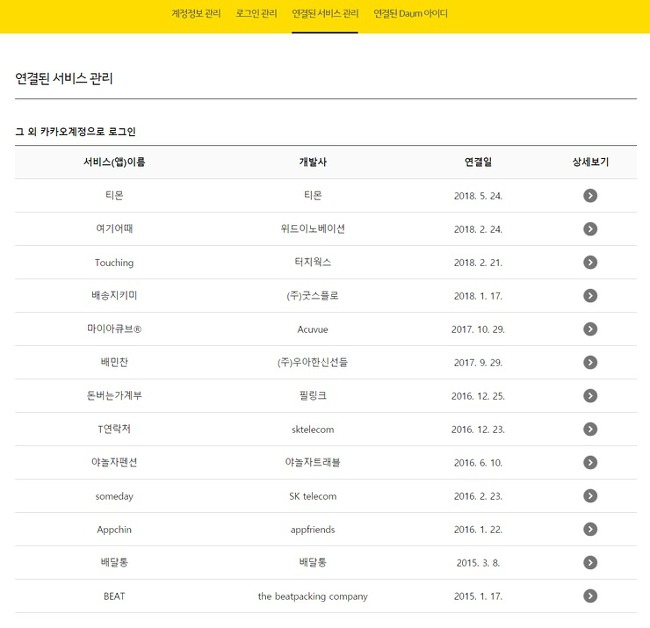 계정정보 관리 로그인 관리 연결된 서비스 관리 연결된 Daum 아이디
연결된 서비스 관리
그 외 카카오계정으로 로그인
서비스(앱)이름 개발사 연결일 상세보기
티몬 티몬 2018. 5. 24.
여기어때 위드이노베이션 2018. 2. 24.
Touching 터지웍스 2018. 2. 21.
배송지키미 (주)굿스플로 2018. 1. 17.
마이아큐브® Acuvue 2017. 10. 29.
배민찬 (주)우아한신선들 2017. 9. 29.
돈버는가계부 필링크 2016. 12. 25.
T연락처 sktelecom 2016. 12. 23.
야놀자펜션 야놀자트래블 2016. 6. 10.
someday SK telecom 2016. 2. 23.
Appchin appfriends 2016. 1. 22.
배달통 배달통 2015. 3. 8.
BEAT the beatpacking company 2015. 1. 17.